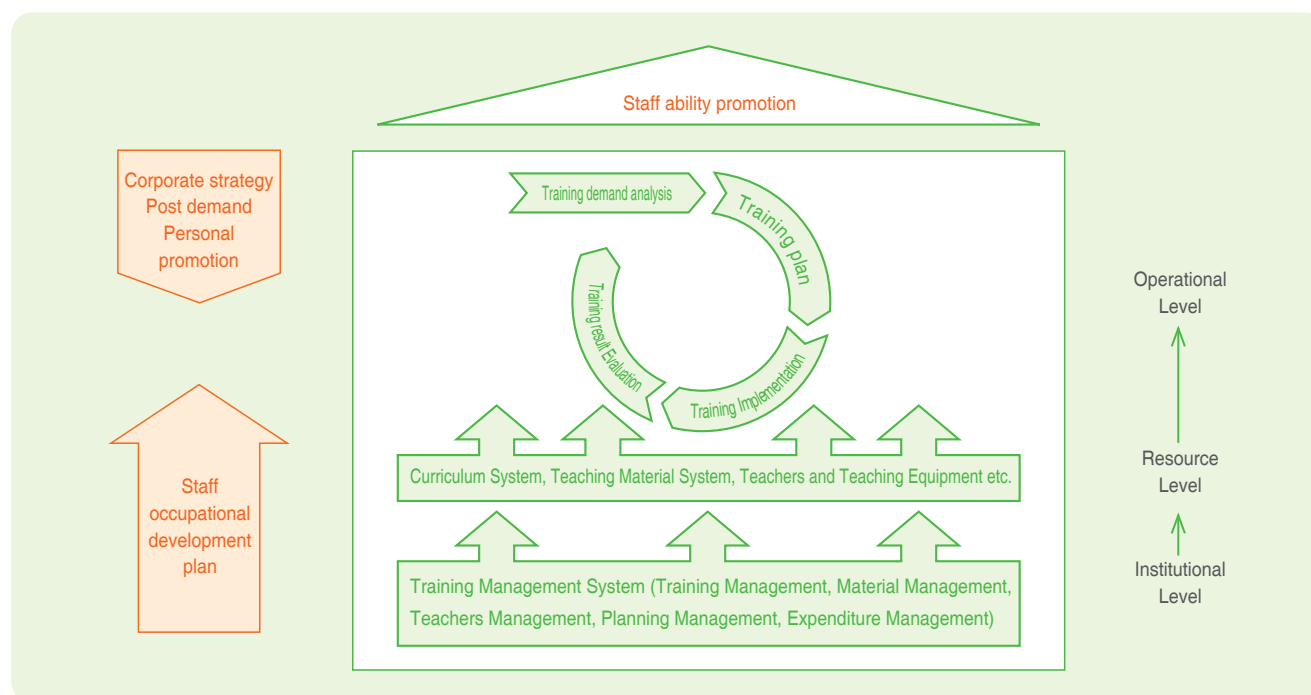 Staff ability promotion
Corporate strategy
Post demand
Personal
promotion
Training demand analysis
Training plan
Training Implementation
Training result Evaluation
Operational
Level
Staff
occupational
development
plan
Curriculum System, Teaching Material System, Teachers and Teaching Equipment etc.
Resource
Level
Training Management System (Training Management, Material Management,
Teachers Management, Planning Management, Expenditure Management)
Institutional
Level